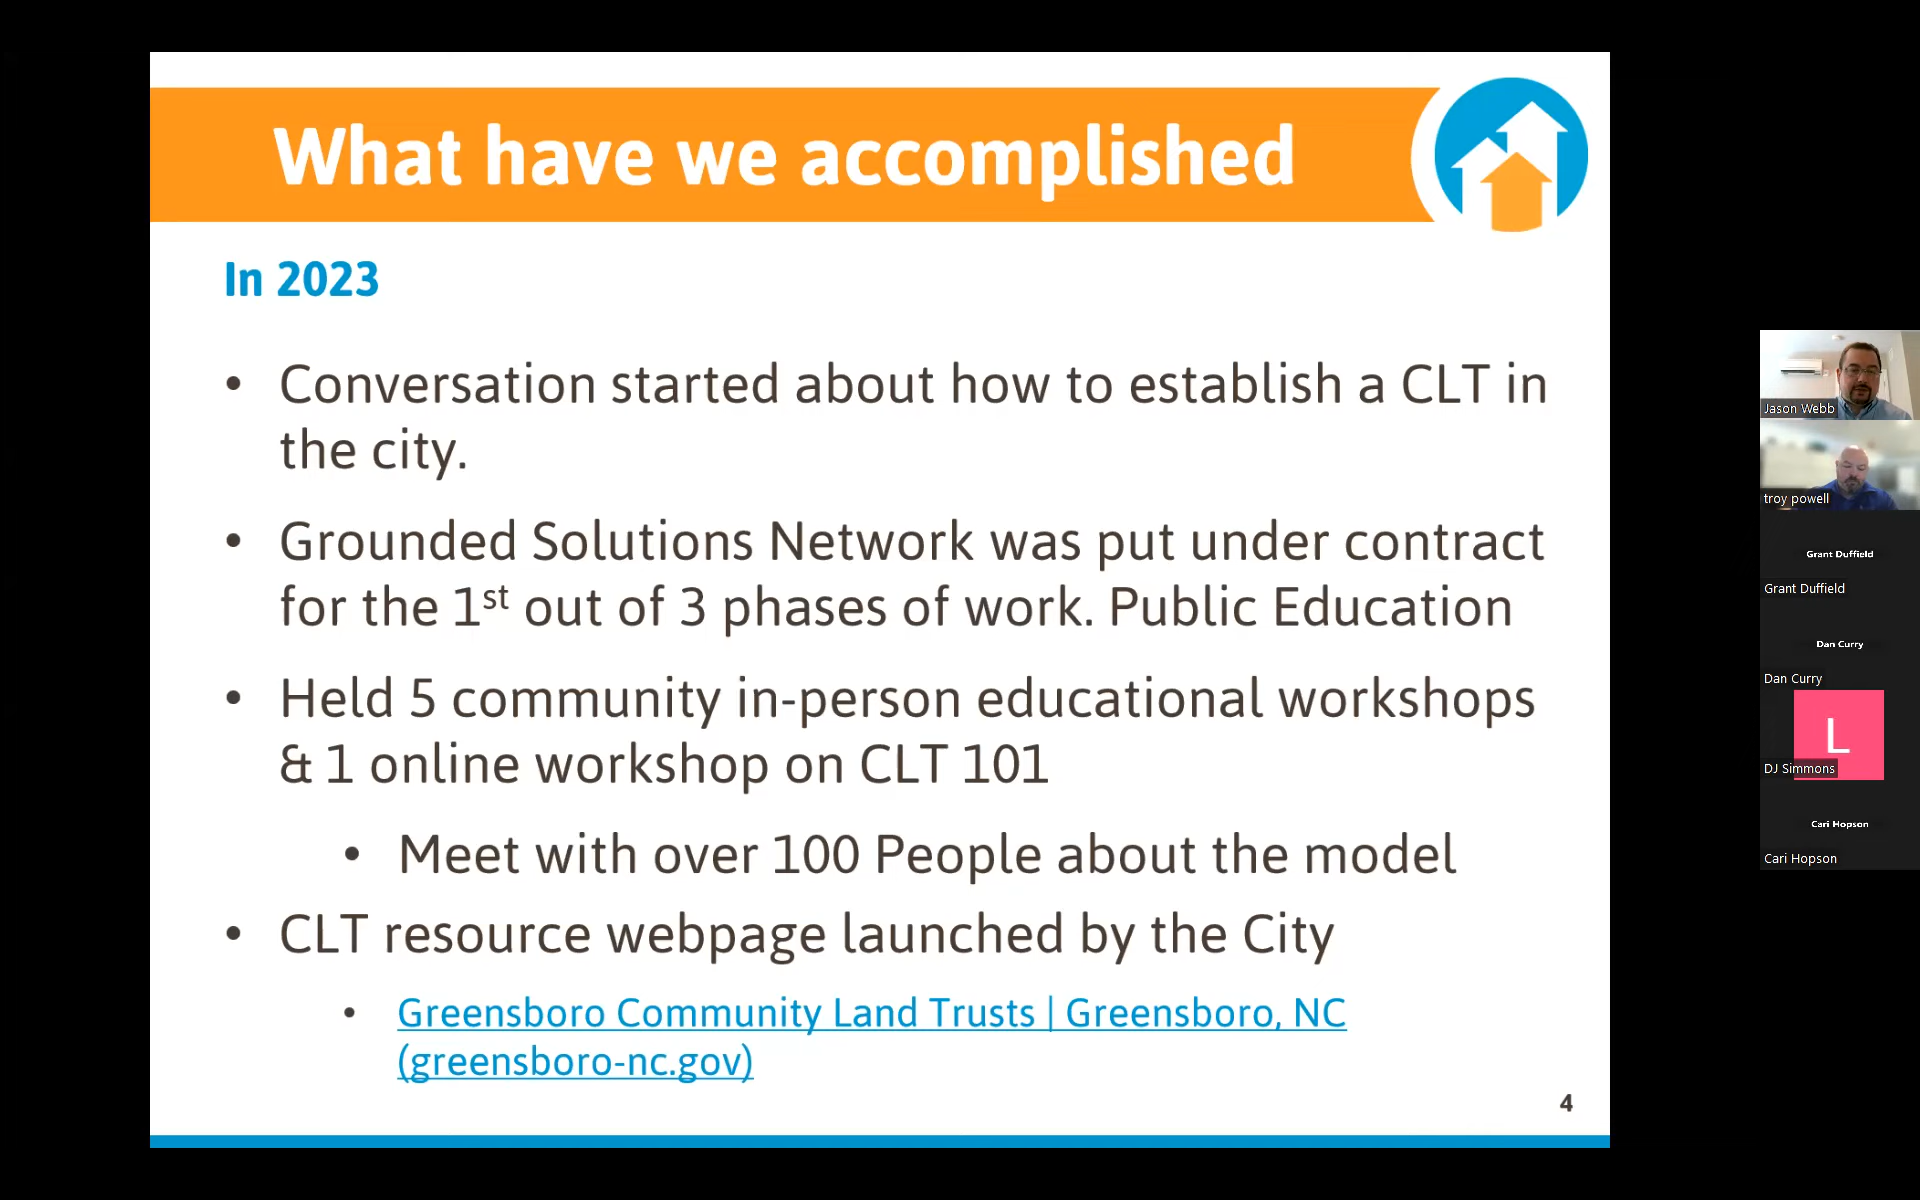 What have we accomplished
In 2023
• Conversation started about how to establish a CLT in
the city.
• Grounded Solutions Network was put under contract
for the 1st out of 3 phases of work. Public Education
• Held 5 community in-person educational workshops
& 1 online workshop on CLT 101
• Meet with over 100 People about the model
• CLT resource webpage launched by the City
• Greensboro Community Land Trusts | Greensboro, NC
(greensboro-nc.gov)
4
Jason Webb
troy powell
Grant Duffield
Grant Duffield
Dan Curry
Dan Curry
L
DJ Simmons
Cari Hopson
Cari Hopson